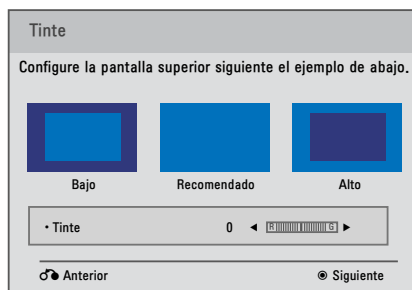 Tinte
Configure la pantalla superior siguiente el ejemplo de abajo.
Bajo Recomendado Alto
• Tinte 0 ◄ R G ►
Anterior ◉ Siguiente